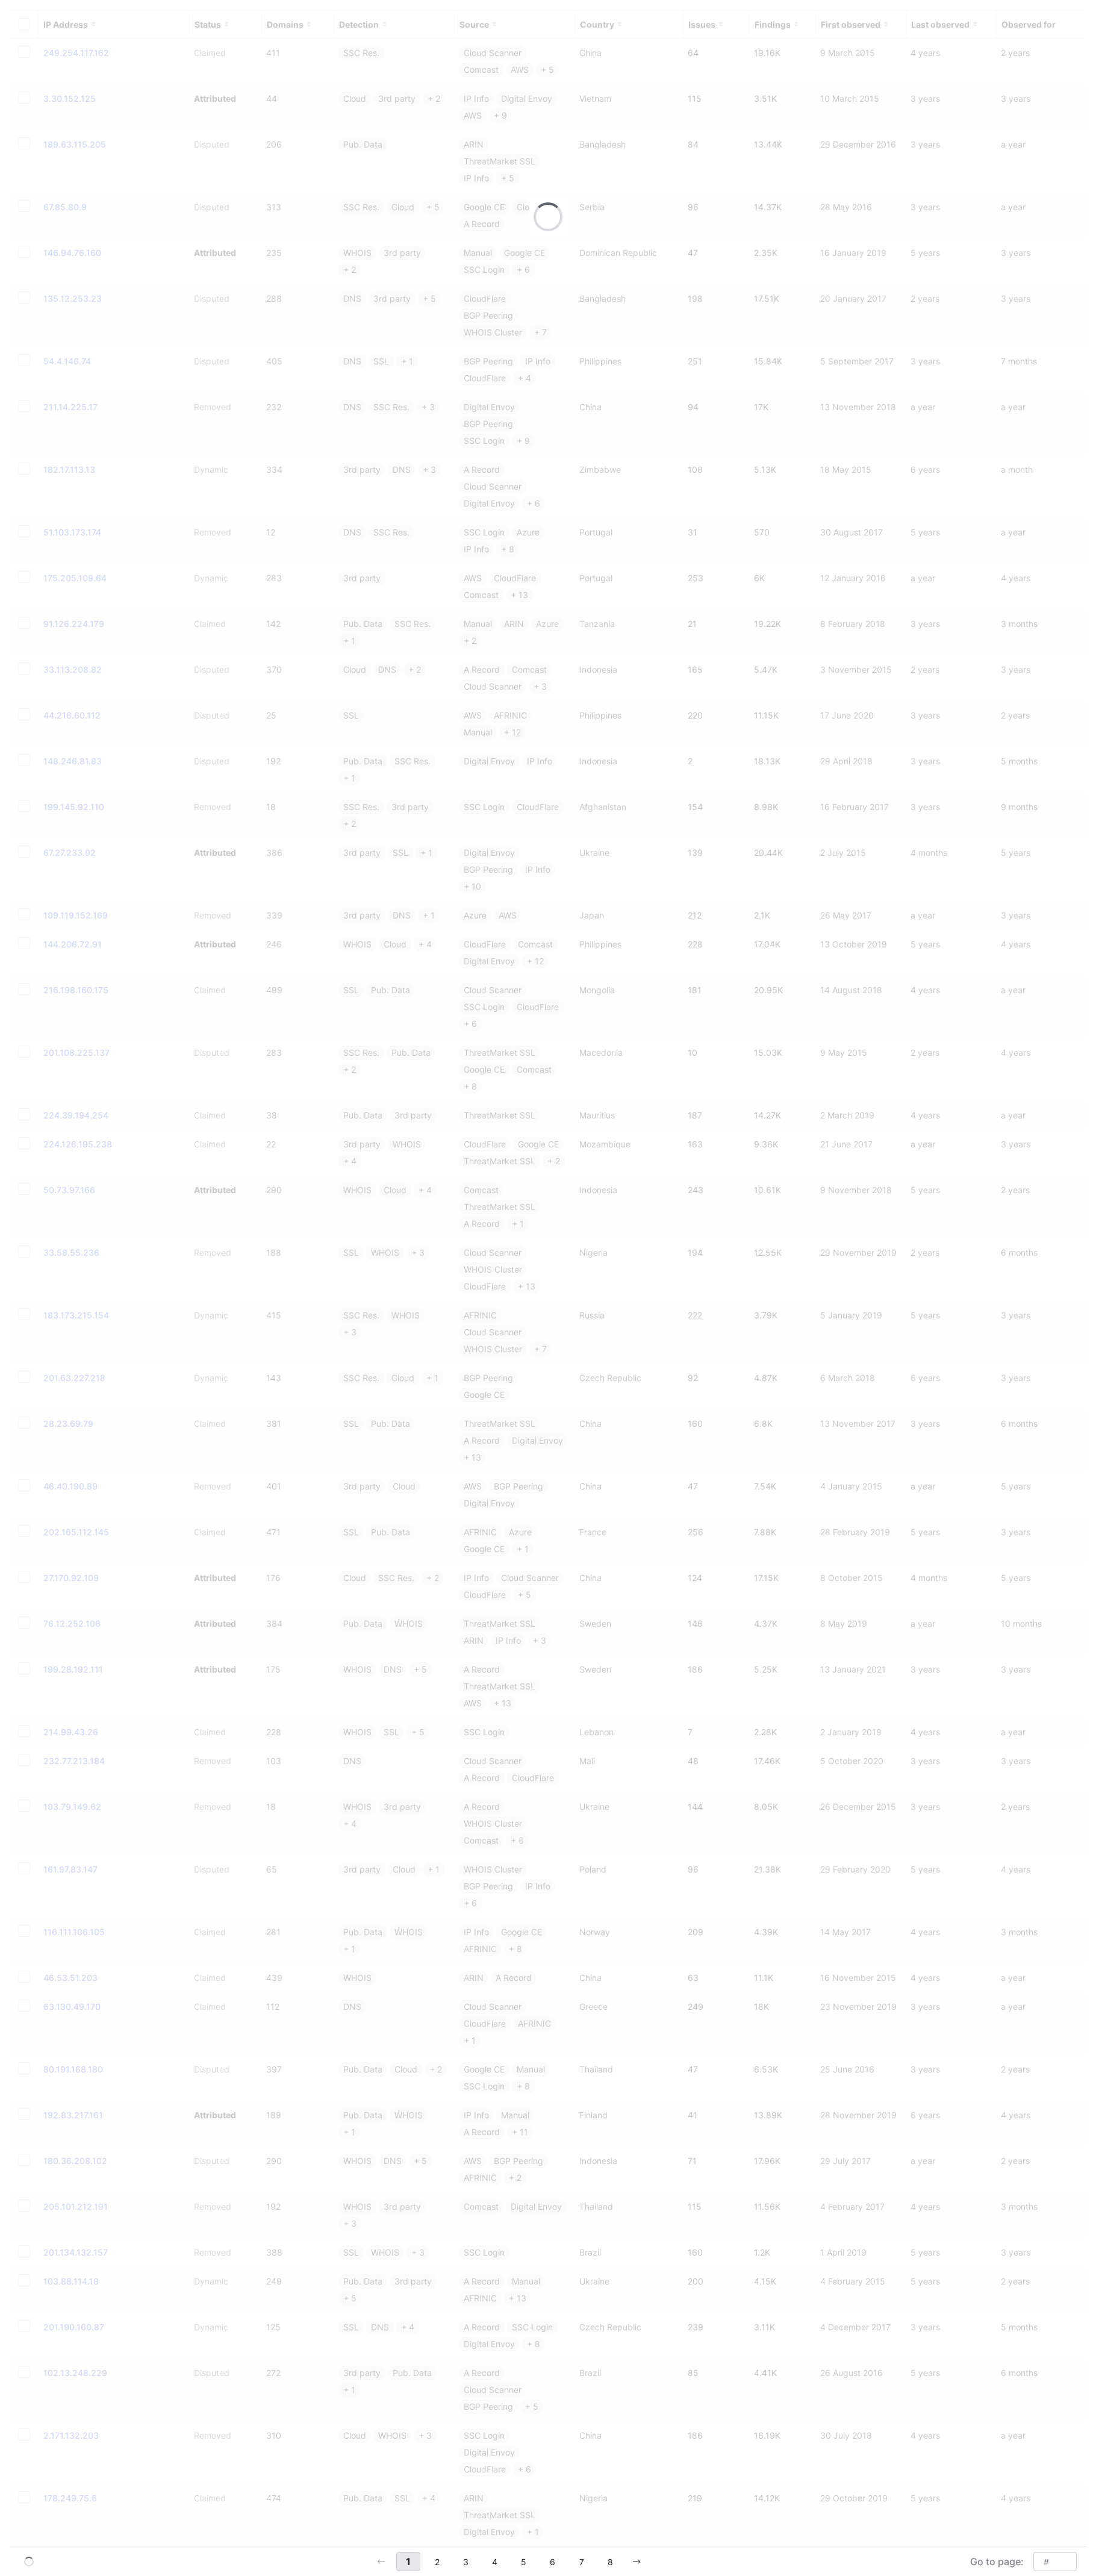 IP Address Status Domains Detection Source Country Issues Findings First observed Last observed Observed for
249.254.117.162 Claimed 411 SSC Res. Cloud Scanner China 64 19.16K 9 March 2015 4 years 2 years
Comcast AWS + 5
3.30.152.125 Attributed 44 Cloud 3rd party + 2 IP Info Digital Envoy Vietnam 115 3.51K 10 March 2015 3 years 3 years
AWS + 9
189.63.115.205 Disputed 206 Pub. Data ARIN Bangladesh 84 13.44K 29 December 2016 3 years a year
ThreatMarket SSL
IP Info + 5
67.85.80.9 Disputed 313 SSC Res. Cloud + 5 Google CE Clo Serbia 96 14.37K 28 May 2016 3 years a year
A Record
146.94.76.160 Attributed 235 WHOIS 3rd party Manual Google CE Dominican Republic 47 2.35K 16 January 2019 5 years 3 years
+ 2 SSC Login + 6
135.12.253.23 Disputed 288 DNS 3rd party + 5 CloudFlare Bangladesh 198 17.51K 20 January 2017 2 years 3 years
BGP Peering
WHOIS Cluster + 7
54.4.146.74 Disputed 405 DNS SSL + 1 BGP Peering IP Info Philippines 251 15.84K 5 September 2017 3 years 7 months
CloudFlare + 4
211.14.225.17 Removed 232 DNS SSC Res. + 3 Digital Envoy China 94 17K 13 November 2018 a year a year
BGP Peering
SSC Login + 9
182.17.113.13 Dynamic 334 3rd party DNS + 3 A Record Zimbabwe 108 5.13K 18 May 2015 6 years a month
Cloud Scanner
Digital Envoy + 6
51.103.173.174 Removed 12 DNS SSC Res. SSC Login Azure Portugal 31 570 30 August 2017 5 years a year
IP Info + 8
175.205.109.64 Dynamic 283 3rd party AWS CloudFlare Portugal 253 6K 12 January 2016 a year 4 years
Comcast + 13
91.126.224.179 Claimed 142 Pub. Data SSC Res. Manual ARIN Azure Tanzania 21 19.22K 8 February 2018 3 years 3 months
+ 1 + 2
33.113.208.82 Disputed 370 Cloud DNS + 2 A Record Comcast Indonesia 165 5.47K 3 November 2015 2 years 3 years
Cloud Scanner + 3
44.216.60.112 Disputed 25 SSL AWS AFRINIC Philippines 220 11.15K 17 June 2020 3 years 2 years
Manual + 12
148.246.81.83 Disputed 192 Pub. Data SSC Res. Digital Envoy IP Info Indonesia 2 18.13K 29 April 2018 3 years 5 months
+ 1
199.145.92.110 Removed 18 SSC Res. 3rd party SSC Login CloudFlare Afghanistan 154 8.98K 16 February 2017 3 years 9 months
+ 2
67.27.233.92 Attributed 386 3rd party SSL + 1 Digital Envoy Ukraine 139 20.44K 2 July 2015 4 months 5 years
BGP Peering IP Info
+ 10
109.119.152.169 Removed 339 3rd party DNS + 1 Azure AWS Japan 212 2.1K 26 May 2017 a year 3 years
144.206.72.91 Attributed 246 WHOIS Cloud + 4 CloudFlare Comcast Philippines 228 17.04K 13 October 2019 5 years 4 years
Digital Envoy + 12
216.198.160.175 Claimed 499 SSL Pub. Data Cloud Scanner Mongolia 181 20.95K 14 August 2018 4 years a year
SSC Login CloudFlare
+ 6
201.108.225.137 Disputed 283 SSC Res. Pub. Data ThreatMarket SSL Macedonia 10 15.03K 9 May 2015 2 years 4 years
+ 2 Google CE Comcast
+ 8
224.39.194.254 Claimed 38 Pub. Data 3rd party ThreatMarket SSL Mauritius 187 14.27K 2 March 2019 4 years a year
224.126.195.238 Claimed 22 3rd party WHOIS CloudFlare Google CE Mozambique 163 9.36K 21 June 2017 a year 3 years
+ 4 ThreatMarket SSL + 2
50.73.97.166 Attributed 290 WHOIS Cloud + 4 Comcast Indonesia 243 10.61K 9 November 2018 5 years 2 years
ThreatMarket SSL
A Record + 1
33.58.55.236 Removed 188 SSL WHOIS + 3 Cloud Scanner Nigeria 194 12.55K 29 November 2019 2 years 6 months
WHOIS Cluster
CloudFlare + 13
183.173.215.154 Dynamic 415 SSC Res. WHOIS AFRINIC Russia 222 3.79K 5 January 2019 5 years 3 years
+ 3 Cloud Scanner
WHOIS Cluster + 7
201.63.227.218 Dynamic 143 SSC Res. Cloud + 1 BGP Peering Czech Republic 92 4.87K 6 March 2018 6 years 3 years
Google CE
28.23.69.79 Claimed 381 SSL Pub. Data ThreatMarket SSL China 160 6.8K 13 November 2017 3 years 6 months
A Record Digital Envoy
+ 13
46.40.190.89 Removed 401 3rd party Cloud AWS BGP Peering China 47 7.54K 4 January 2015 a year 5 years
Digital Envoy
202.165.112.145 Claimed 471 SSL Pub. Data AFRINIC Azure France 256 7.88K 28 February 2019 5 years 3 years
Google CE + 1
27.170.92.109 Attributed 176 Cloud SSC Res. + 2 IP Info Cloud Scanner China 124 17.15K 8 October 2015 4 months 5 years
CloudFlare + 5
76.12.252.106 Attributed 384 Pub. Data WHOIS ThreatMarket SSL Sweden 146 4.37K 8 May 2019 a year 10 months
ARIN IP Info + 3
199.28.192.111 Attributed 175 WHOIS DNS + 5 A Record Sweden 186 5.25K 13 January 2021 3 years 3 years
ThreatMarket SSL
AWS + 13
214.99.43.26 Claimed 228 WHOIS SSL + 5 SSC Login Lebanon 7 2.28K 2 January 2019 4 years a year
232.77.213.184 Removed 103 DNS Cloud Scanner Mali 48 17.46K 5 October 2020 3 years 3 years
A Record CloudFlare
103.79.149.62 Removed 18 WHOIS 3rd party A Record Ukraine 144 8.05K 26 December 2015 3 years 2 years
+ 4 WHOIS Cluster
Comcast + 6
161.97.83.147 Disputed 65 3rd party Cloud + 1 WHOIS Cluster Poland 96 21.38K 29 February 2020 5 years 4 years
BGP Peering IP Info
+ 6
116.111.106.105 Claimed 281 Pub. Data WHOIS IP Info Google CE Norway 209 4.39K 14 May 2017 4 years 3 months
+ 1 AFRINIC + 8
46.53.51.203 Claimed 439 WHOIS ARIN A Record China 63 11.1K 16 November 2015 4 years a year
63.130.49.170 Claimed 112 DNS Cloud Scanner Greece 249 18K 23 November 2019 3 years a year
CloudFlare AFRINIC
+ 1
80.191.168.180 Disputed 397 Pub. Data Cloud + 2 Google CE Manual Thailand 47 6.53K 25 June 2016 3 years 2 years
SSC Login + 8
192.83.217.161 Attributed 189 Pub. Data WHOIS IP Info Manual Finland 41 13.89K 28 November 2019 6 years 4 years
+ 1 A Record + 11
180.36.208.102 Disputed 290 WHOIS DNS + 5 AWS BGP Peering Indonesia 71 17.96K 29 July 2017 a year 2 years
AFRINIC + 2
205.101.212.191 Removed 192 WHOIS 3rd party Comcast Digital Envoy Thailand 115 11.56K 4 February 2017 4 years 3 months
+ 3
201.134.132.157 Removed 388 SSL WHOIS + 3 SSC Login Brazil 160 1.2K 1 April 2019 5 years 3 years
103.88.114.18 Dynamic 249 Pub. Data 3rd party A Record Manual Ukraine 200 4.15K 4 February 2015 5 years 2 years
+ 5 AFRINIC + 13
201.190.160.87 Dynamic 125 SSL DNS + 4 A Record SSC Login Czech Republic 239 3.11K 4 December 2017 3 years 5 months
Digital Envoy + 8
102.13.248.229 Disputed 272 3rd party Pub. Data A Record Brazil 85 4.41K 26 August 2016 5 years 6 months
+ 1 Cloud Scanner
BGP Peering + 5
2.171.132.203 Removed 310 Cloud WHOIS + 3 SSC Login China 186 16.19K 30 July 2018 4 years a year
Digital Envoy
CloudFlare + 6
178.249.75.6 Claimed 474 Pub. Data SSL + 4 ARIN Nigeria 219 14.12K 29 October 2019 5 years 4 years
ThreatMarket SSL
Digital Envoy + 1
← 1 2 3 4 5 6 7 8 → Go to page: #